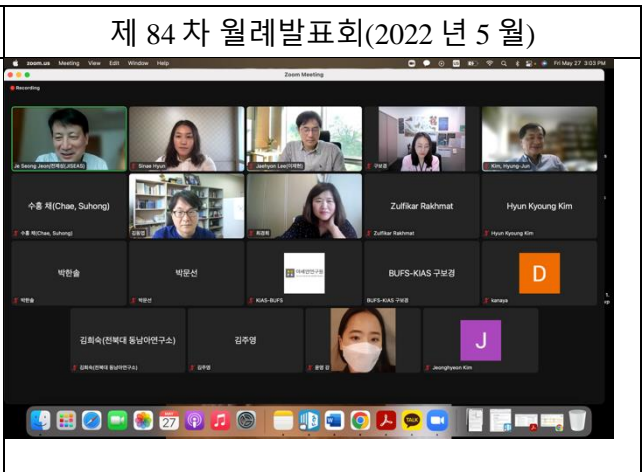 제 84 차 월례발표회(2022 년 5 월)
zoom.us Meeting View Edit Window Help
Fri May 27 3:03 PM
Zoom Meeting
Recording
Je Seong Jeon(전제성/JISEAS)
Sinae Hyun
Jaehyon Lee(이재현)
구보경
Kim, Hyung-Jun
수홍 채(Chae, Suhong)
Zulfikar Rakhmat
Hyun Kyoung Kim
수홍 채(Chae, Suhong)
김동엽
최경희
Zulfikar Rakhmat
Hyun Kyoung Kim
박한솔
박문선
BUFS-KIAS 구보경
D
박한솔
박문선
KIAS-BUFS
BUFS-KIAS 구보경
kanaya
김희숙(전북대 동남아연구소)
김주영
J
김희숙(전북대 동남아연구소)
김주영
Jeonghyeon Kim
MAY
27
TALK